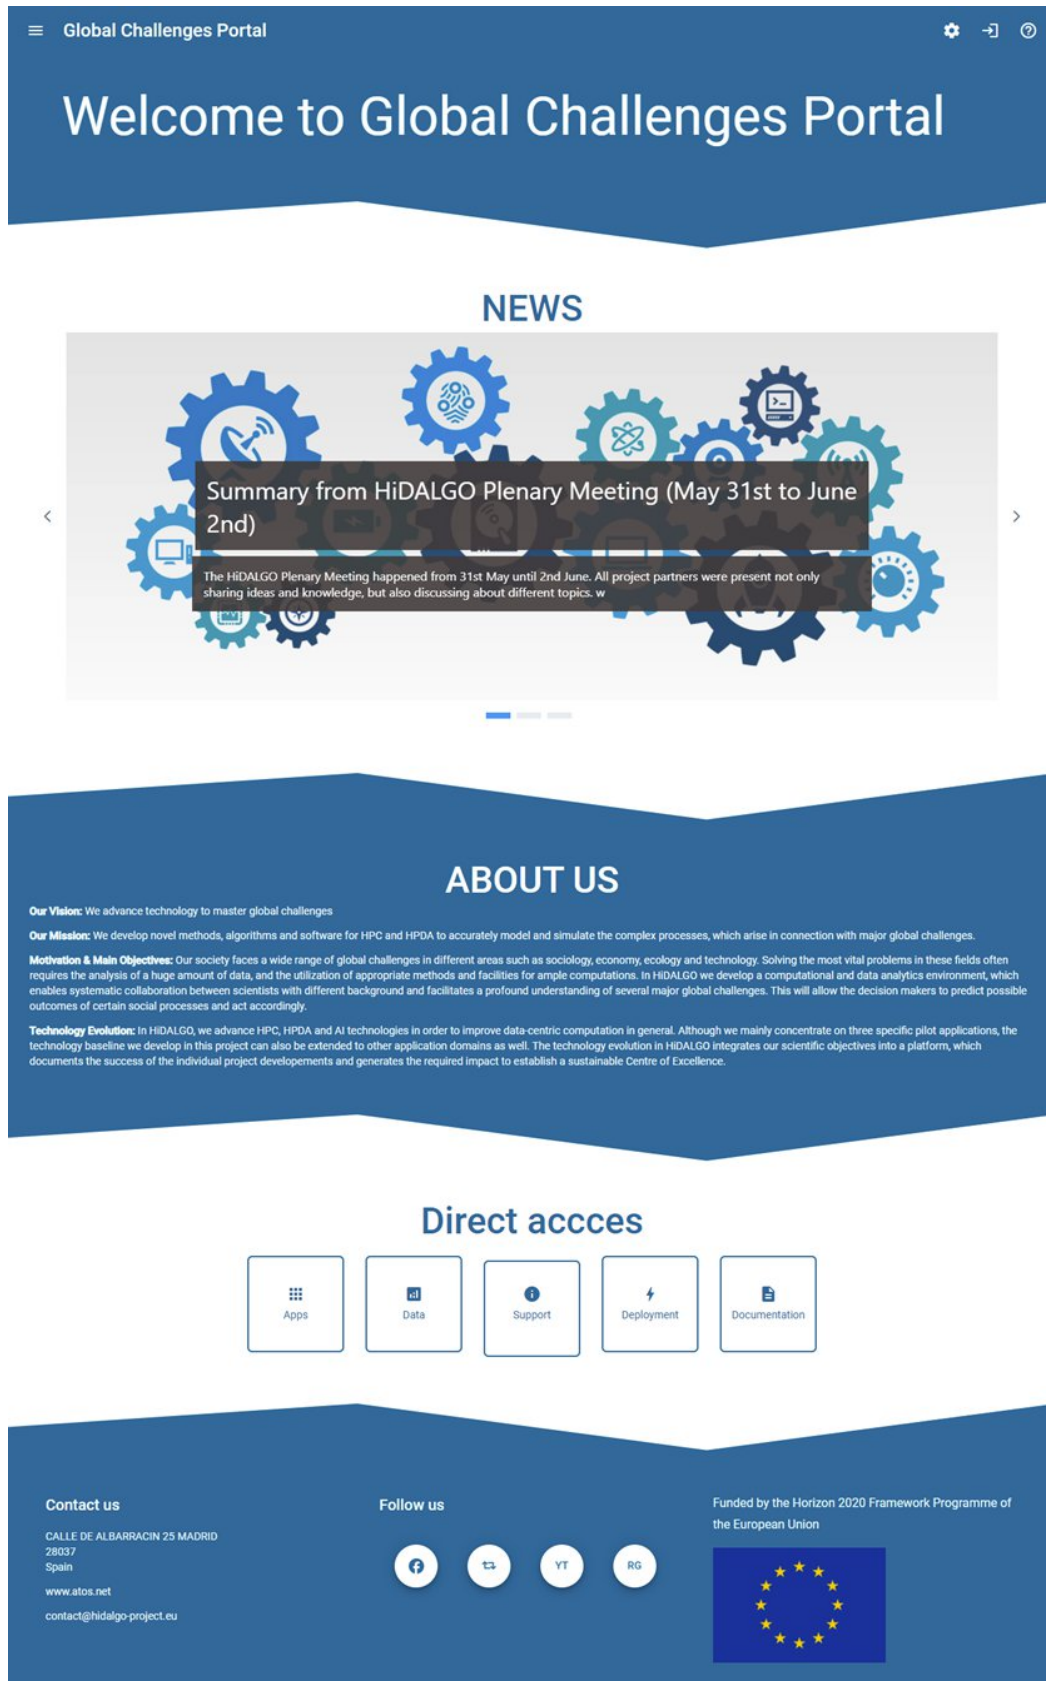 Global Challenges Portal
Welcome to Global Challenges Portal
NEWS
Summary from HiDALGO Plenary Meeting (May 31st to June
2nd)
The HiDALGO Plenary Meeting happened from 31st May until 2nd June. All project partners were present not only
sharing ideas and knowledge, but also discussing about different topics. w
ABOUT US
Our Vision: We advance technology to master global challenges
Our Mission: We develop novel methods, algorithms and software for HPC and HPDA to accurately model and simulate the complex processes, which arise in connection with major global challenges.
Motivation & Main Objectives: Our society faces a wide range of global challenges in different areas such as sociology, economy, ecology and technology. Solving the most vital problems in these fields often
requires the analysis of a huge amount of data, and the utilization of appropriate methods and facilities for ample computations. In HiDALGO we develop a computational and data analytics environment, which
enables systematic collaboration between scientists with different background and facilitates a profound understanding of several major global challenges. This will allow the decision makers to predict possible
outcomes of certain social processes and act accordingly.
Technology Evolution: In HiDALGO, we advance HPC, HPDA and AI technologies in order to improve data-centric computation in general. Although we mainly concentrate on three specific pilot applications, the
technology baseline we develop in this project can also be extended to other application domains as well. The technology evolution in HiDALGO integrates our scientific objectives into a platform, which
documents the success of the individual project developements and generates the required impact to establish a sustainable Centre of Excellence.
Direct accces
Apps
Data
Support
Deployment
Documentation
Contact us
CALLE DE ALBARRACIN 25 MADRID
28037
Spain
www.atos.net
contact@hidalgo-project.eu
Follow us
YT
RG
Funded by the Horizon 2020 Framework Programme of
the European Union